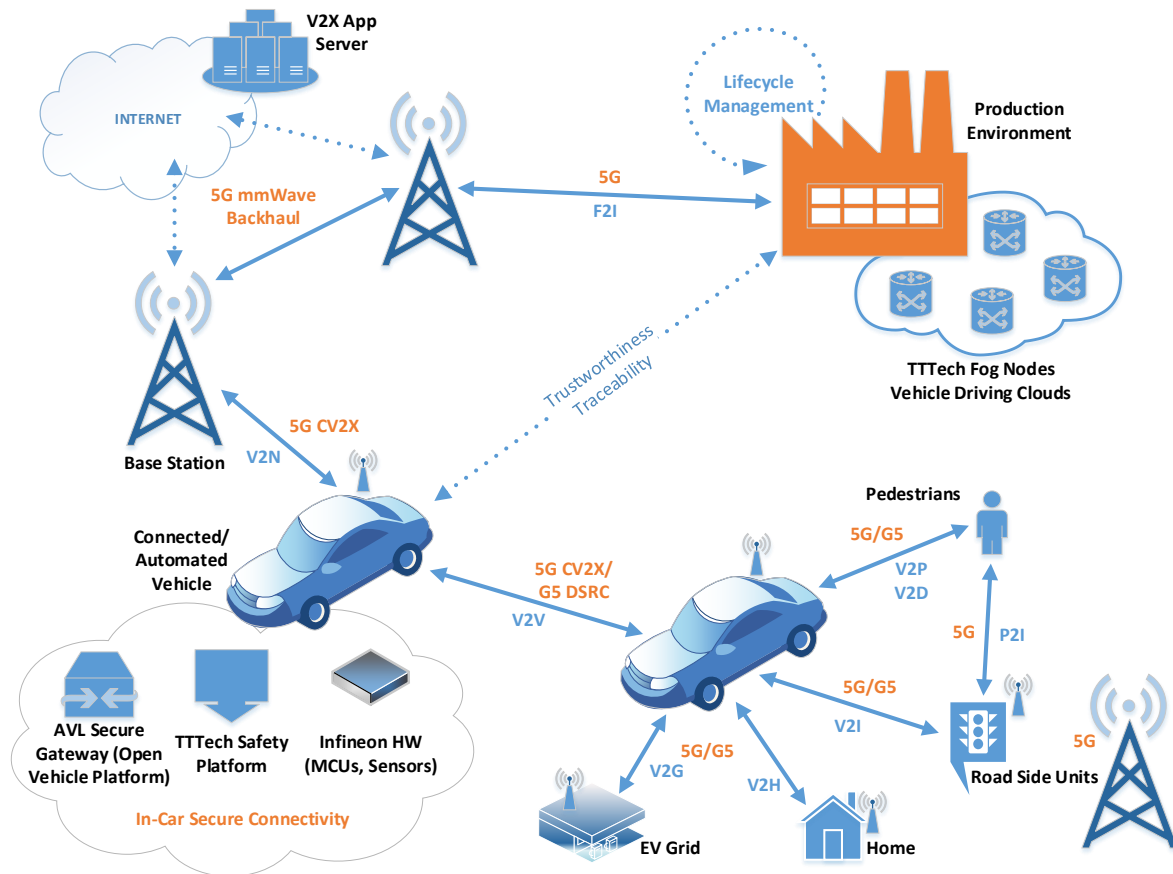 V2X App
Server
INTERNET
Lifecycle
Management
Production
Environment
5G mmWave
Backhaul
5G
F2I
TTTech Fog Nodes
Vehicle Driving Clouds
Trustworthiness
Traceability
5G CV2X
V2N
Base Station
Connected/
Automated
Vehicle
Pedestrians
5G/G5
V2P
V2D
5G CV2X/
G5 DSRC
V2V
5G
P2I
5G/G5
V2I
AVL Secure
Gateway (Open
Vehicle Platform)
TTTech Safety
Platform
Infineon HW
(MCUs, Sensors)
In-Car Secure Connectivity
5G/G5
V2G
V2H
5G
Road Side Units
EV Grid
Home